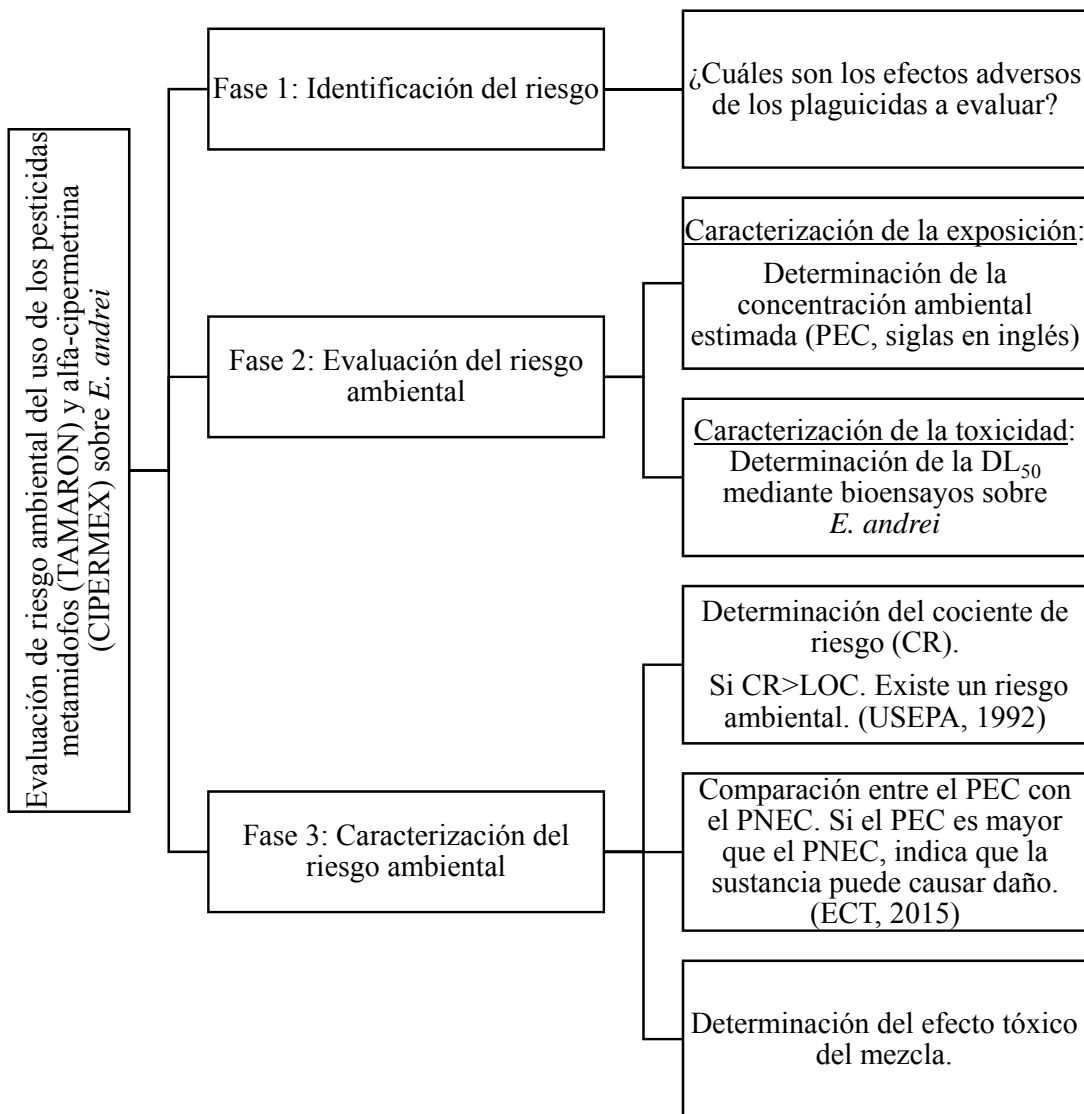 Evaluación de riesgo ambiental del uso de los pesticidas
metamidofos (TAMARON) y alfa-cipermetrina
(CIPERMEX) sobre E. andrei
Fase 1: Identificación del riesgo
¿Cuáles son los efectos adversos
de los plaguicidas a evaluar?
Fase 2: Evaluación del riesgo
ambiental
Caracterización de la exposición:
Determinación de la
concentración ambiental
estimada (PEC, siglas en inglés)
Caracterización de la toxicidad:
Determinación de la DL50
mediante bioensayos sobre
E. andrei
Fase 3: Caracterización del
riesgo ambiental
Determinación del cociente de
riesgo (CR).
Si CR>LOC. Existe un riesgo
ambiental. (USEPA, 1992)
Comparación entre el PEC con
el PNEC. Si el PEC es mayor
que el PNEC, indica que la
sustancia puede causar daño.
(ECT, 2015)
Determinación del efecto tóxico
del mezcla.